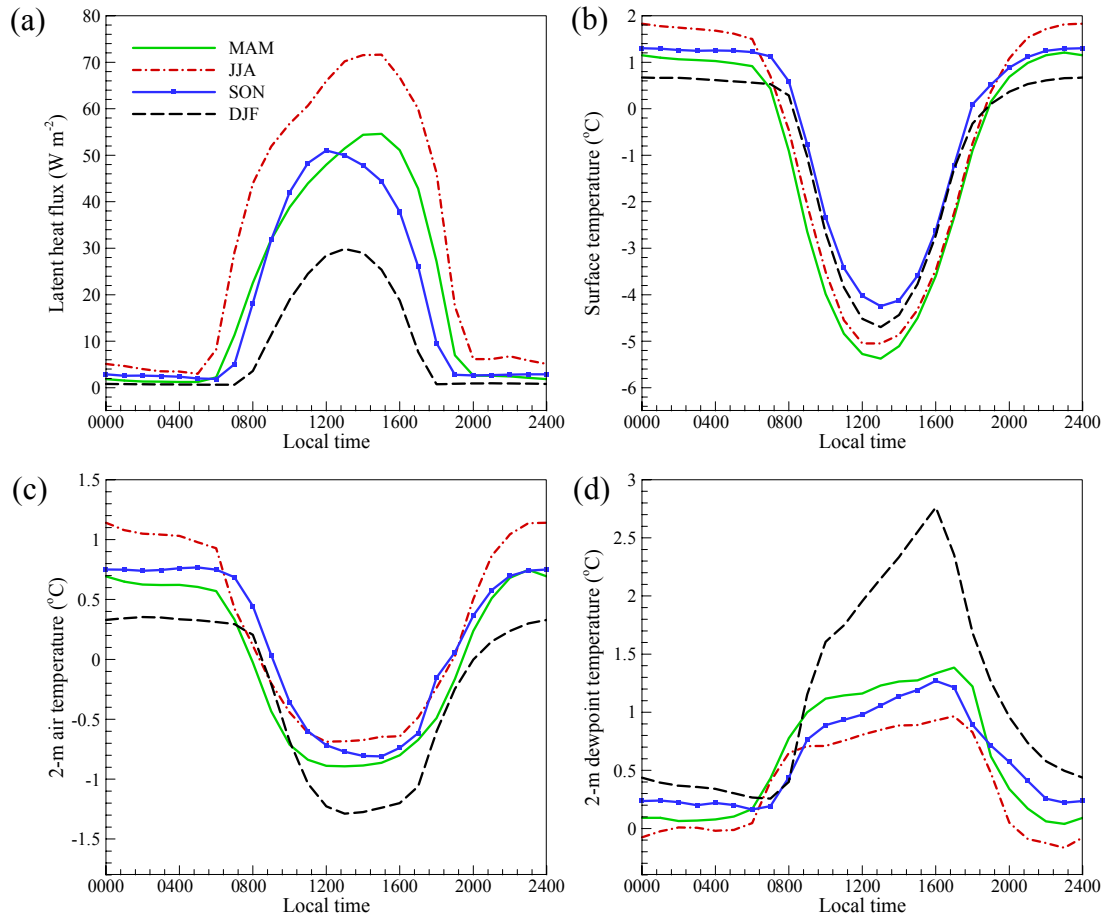 (a)
80
70
60
50
40
30
20
10
0
Latent heat flux (W m-2)
MAM
JJA
SON
DJF
0000 0400 0800 1200 1600 2000 2400
Local time
(b)
2
1
0
-1
-2
-3
-4
-5
-6
Surface temperature (oC)
0000 0400 0800 1200 1600 2000 2400
Local time
(c)
1.5
1
0.5
0
-0.5
-1
-1.5
2-m air temperature (oC)
0000 0400 0800 1200 1600 2000 2400
Local time
(d)
3
2.5
2
1.5
1
0.5
0
2-m dewpoint temperature (oC)
0000 0400 0800 1200 1600 2000 2400
Local time